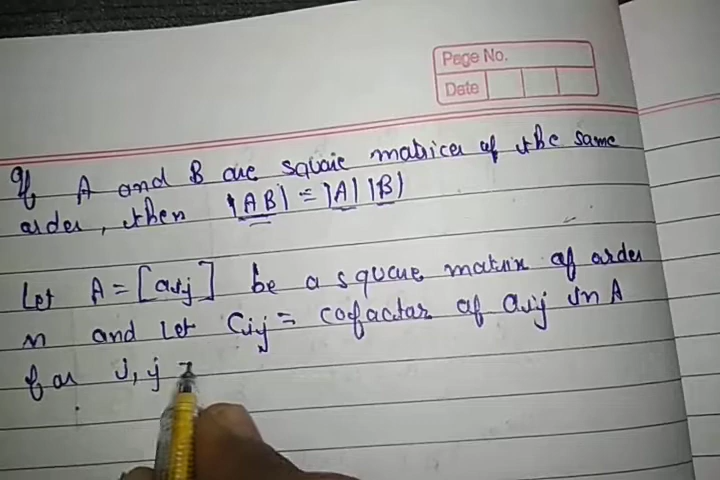 Page No.
Date
If A and B are square matrices of the same
order, then |AB| = |A| |B|
Let A = [aij] be a square matrix of order
n and let Cij = cofactor of aij in A
for i, j =